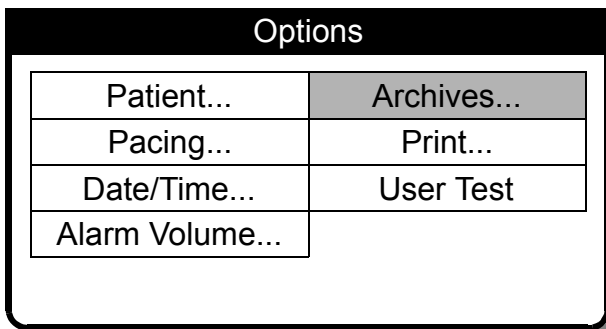 Options
Patient... Archives...
Pacing... Print...
Date/Time... User Test
Alarm Volume...